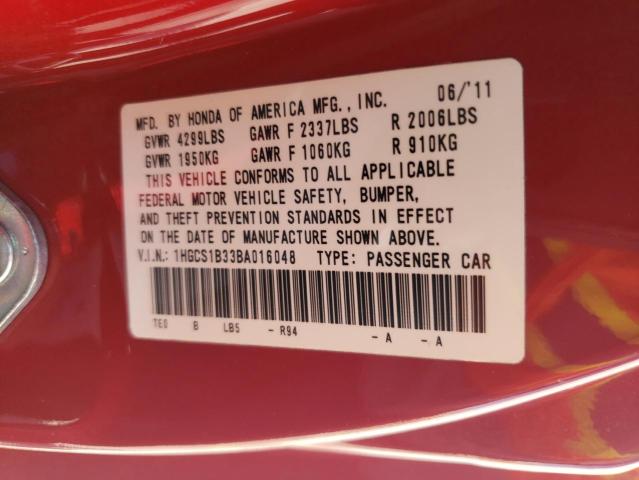 MFD. BY HONDA OF AMERICA MFG., INC. 06/'11
GVWR 4299LBS GAWR F 2337LBS R 2006LBS
GVWR 1950KG GAWR F 1060KG R 910KG
THIS VEHICLE CONFORMS TO ALL APPLICABLE
FEDERAL MOTOR VEHICLE SAFETY, BUMPER,
AND THEFT PREVENTION STANDARDS IN EFFECT
ON THE DATE OF MANUFACTURE SHOWN ABOVE.
V.I.N.: 1HGCS1B33BA016048 TYPE: PASSENGER CAR
TE0 B LB5 - R94 - A - A